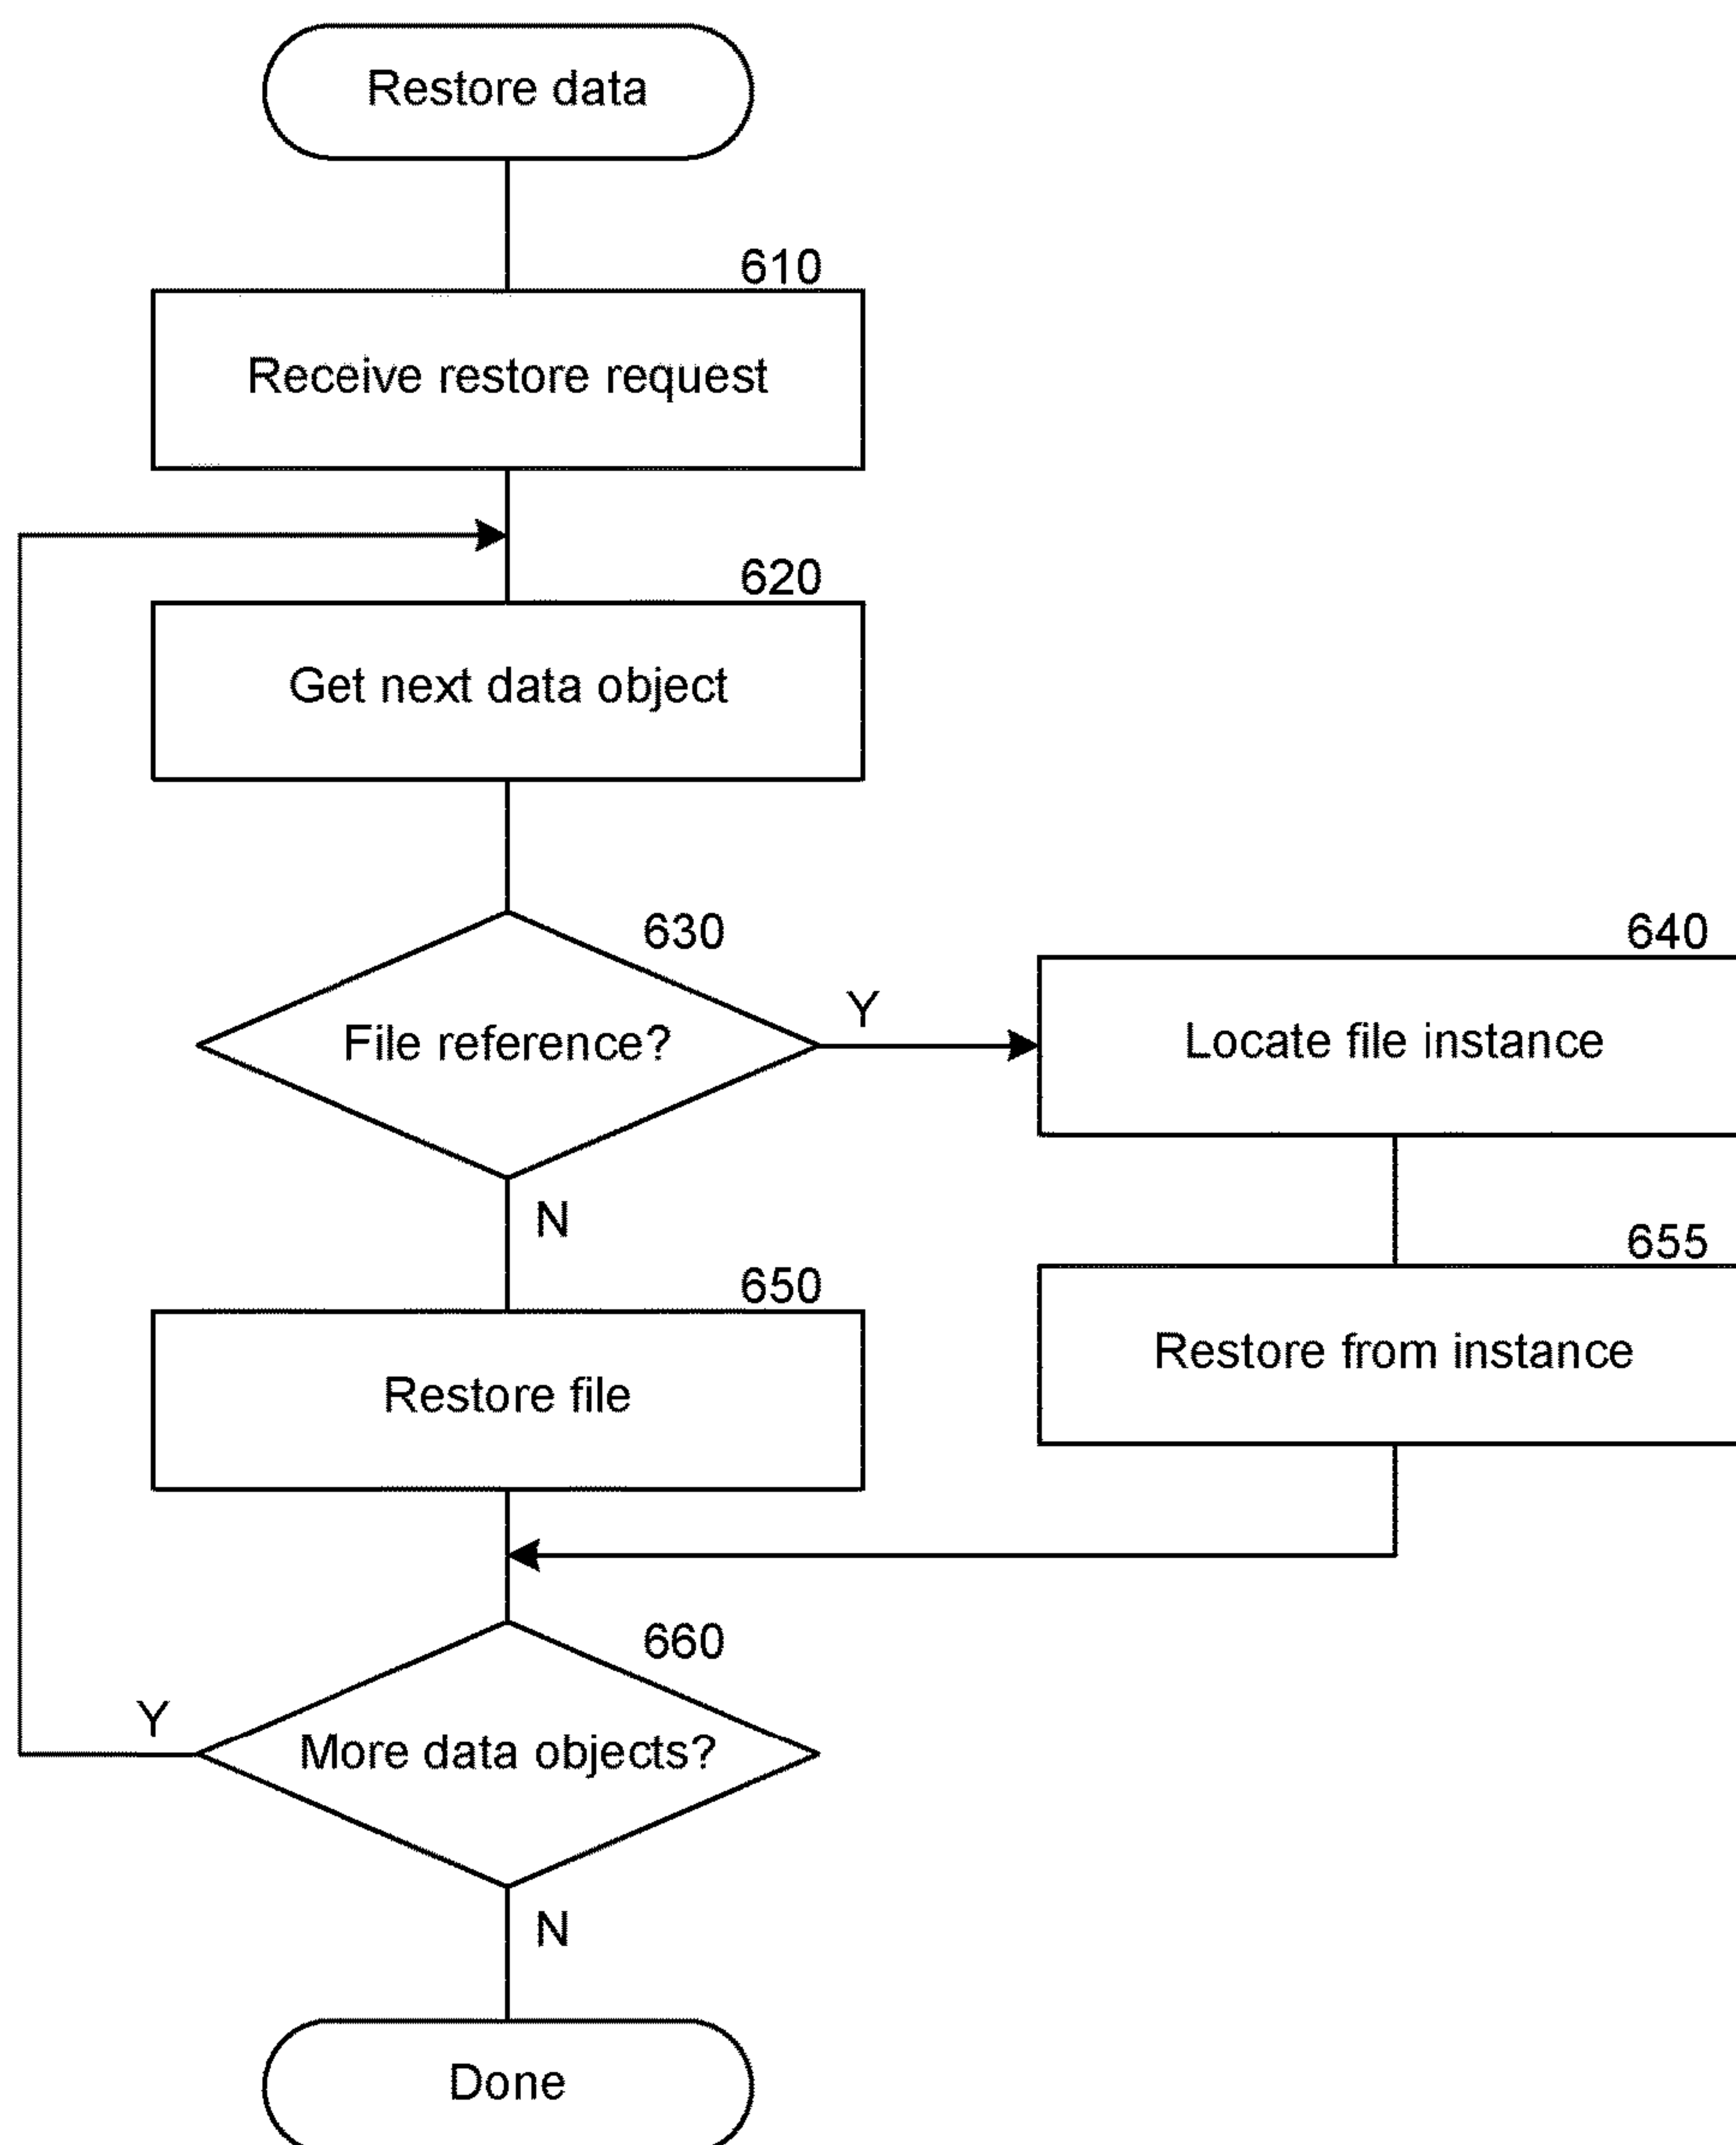 Restore data
610
Receive restore request
620
Get next data object
630
File reference?
Y
640
Locate file instance
N
655
Restore from instance
650
Restore file
660
More data objects?
Y
N
Done